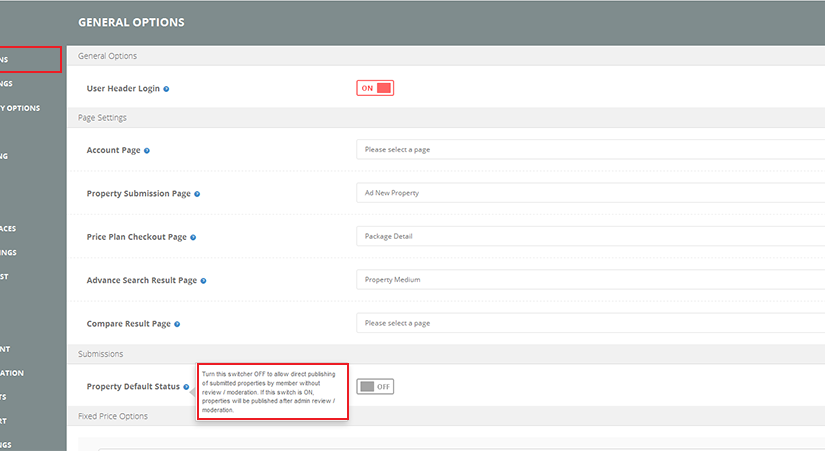 GENERAL OPTIONS
NS
NGS
Y OPTIONS
NG
ACES
INGS
ST
NT
ATION
TS
RT
NGS
General Options
User Header Login ?
ON
Page Settings
Account Page ?
Please select a page
Property Submission Page ?
Ad New Property
Price Plan Checkout Page ?
Package Detail
Advance Search Result Page ?
Property Medium
Compare Result Page ?
Please select a page
Submissions
Property Default Status ?
Turn this switcher OFF to allow direct publishing
of submitted properties by member without
review / moderation. If this switch is ON,
properties will be published after admin review /
moderation.
OFF
Fixed Price Options